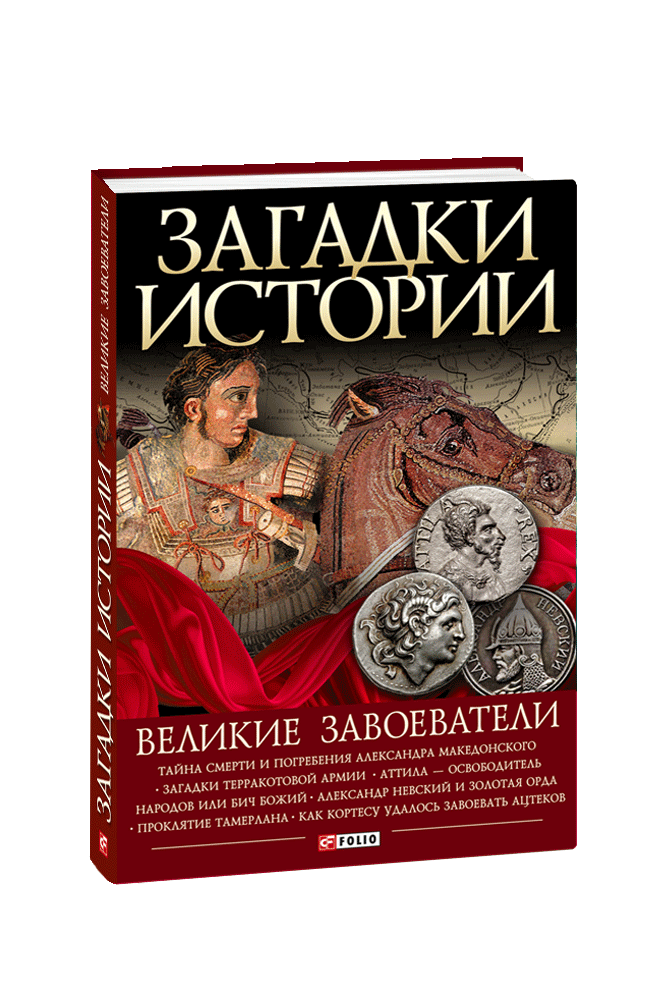 ЗАГАДКИ
ИСТОРИИ
ВЕЛИКИЕ ЗАВОЕВАТЕЛИ
ТАЙНА СМЕРТИ И ПОГРЕБЕНИЯ АЛЕКСАНДРА МАКЕДОНСКОГО
· ЗАГАДКИ ТЕРРАКОТОВОЙ АРМИИ · АТТИЛА — ОСВОБОДИТЕЛЬ
НАРОДОВ ИЛИ БИЧ БОЖИЙ · АЛЕКСАНДР НЕВСКИЙ И ЗОЛОТАЯ ОРДА
· ПРОКЛЯТИЕ ТАМЕРЛАНА · КАК КОРТЕСУ УДАЛОСЬ ЗАВОЕВАТЬ АЦТЕКОВ
FOLIO
ЗАГАДКИ ИСТОРИИ
ВЕЛИКИЕ ЗАВОЕВАТЕЛИ
REX
НЕВСКИЙ